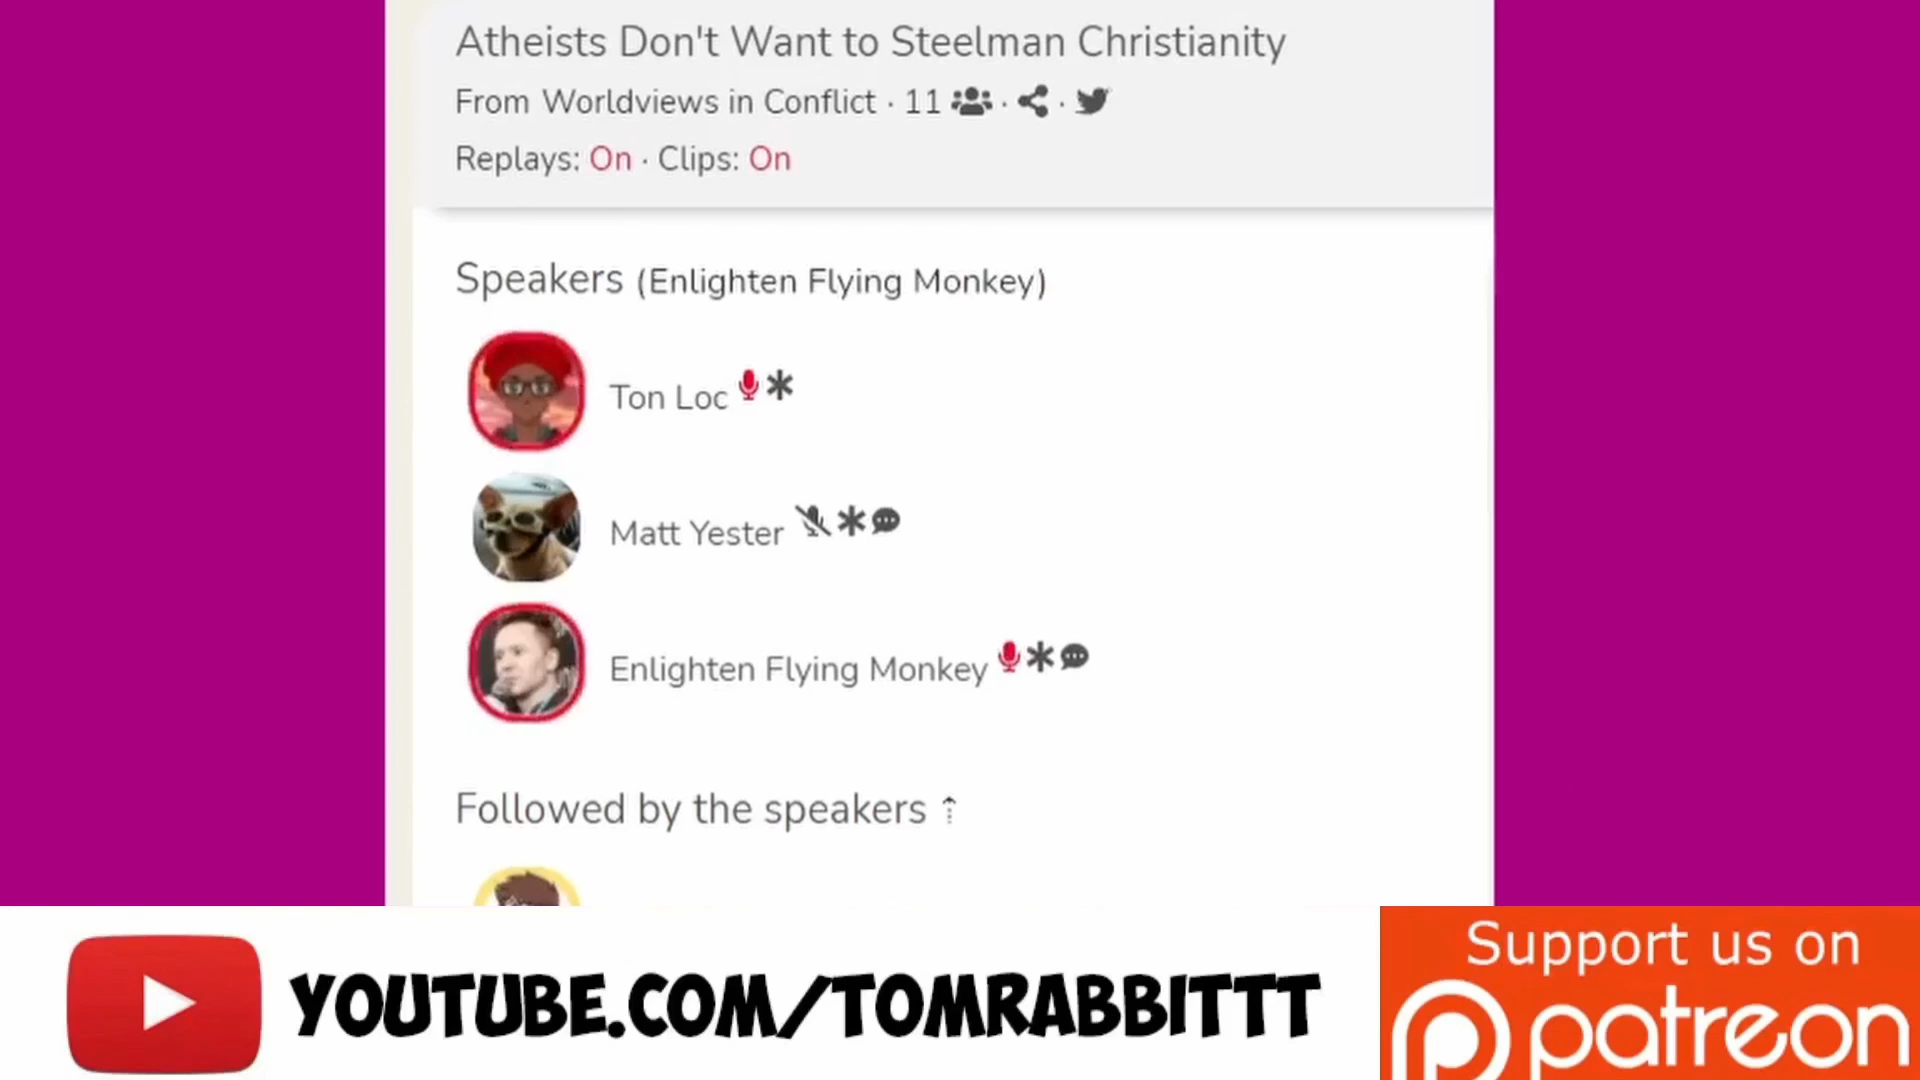 Atheists Don't Want to Steelman Christianity
From Worldviews in Conflict · 11 · ·
Replays: On · Clips: On
Speakers (Enlighten Flying Monkey)
Ton Loc
Matt Yester
Enlighten Flying Monkey
Followed by the speakers
YOUTUBE.COM/TOMRABBITTT
Support us on
patreon